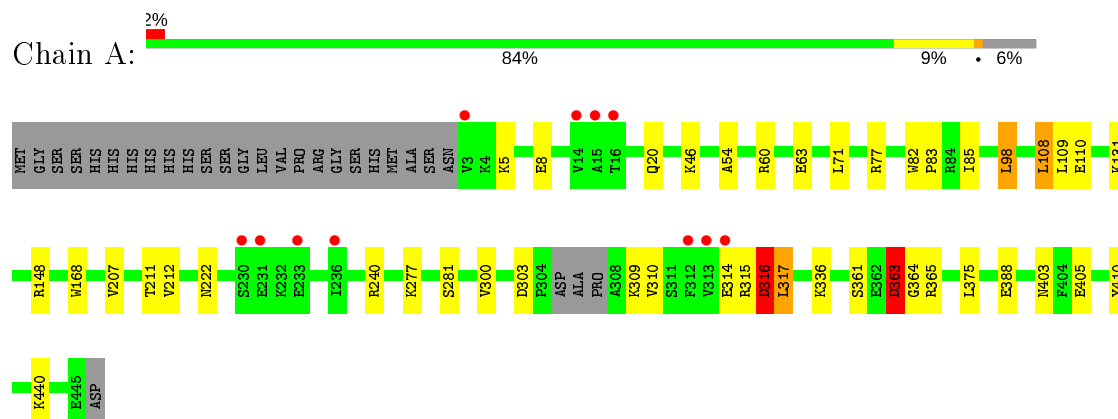 2%
Chain A:
84% 9% • 6%
MET GLY SER SER HIS HIS HIS HIS HIS HIS SER SER GLY LEU VAL PRO ARG GLY SER HIS MET ALA SER ASN V3 K4 K5 E8 V14 A15 T16 Q20 K46 A54 R60 E63 L71 R77 W82 P83 R84 I85 L98 L108 L109 E110 K131
R148 W168 V207 T211 V212 N222 S230 E231 K232 E233 I236 R240 K277 S281 V300 D303 P304 ASP ALA PRO A308 K309 V310 S311 F312 V313 E314 R315 D316 L317 K336 S361 E362 D363 G364 R365 L375 E388 N403 F404 E405
K440 E445 ASP